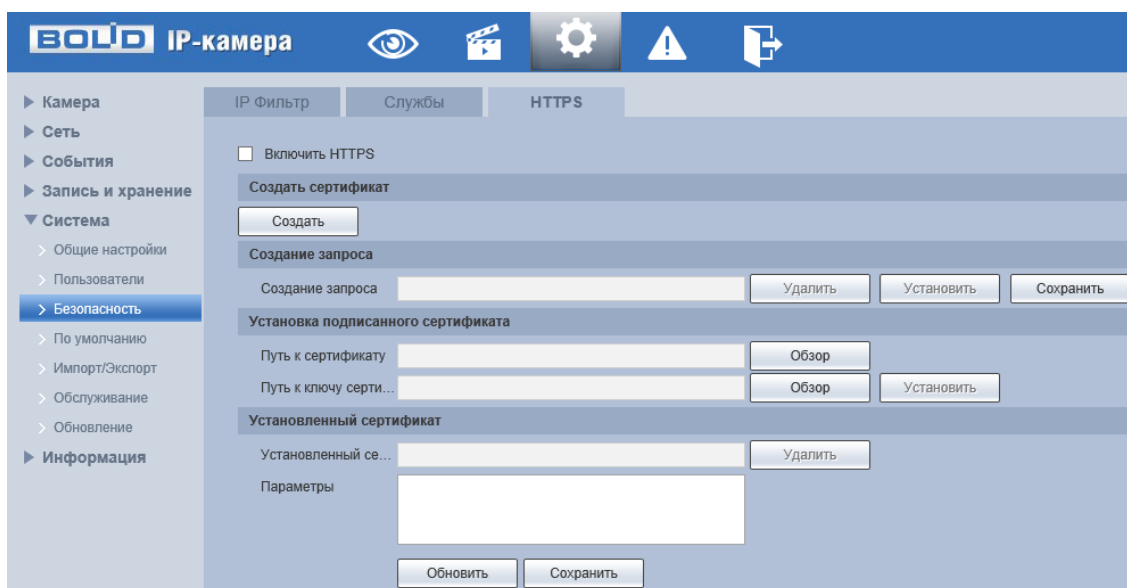 BOLID IP-камера
Камера
Сеть
События
Запись и хранение
Система
Общие настройки
Пользователи
Безопасность
По умолчанию
Импорт/Экспорт
Обслуживание
Обновление
Информация
IP Фильтр Службы HTTPS
Включить HTTPS
Создать сертификат
Создать
Создание запроса
Создание запроса Удалить Установить Сохранить
Установка подписанного сертификата
Путь к сертификату Обзор
Путь к ключу серти... Обзор Установить
Установленный сертификат
Установленный се... Удалить
Параметры
Обновить Сохранить